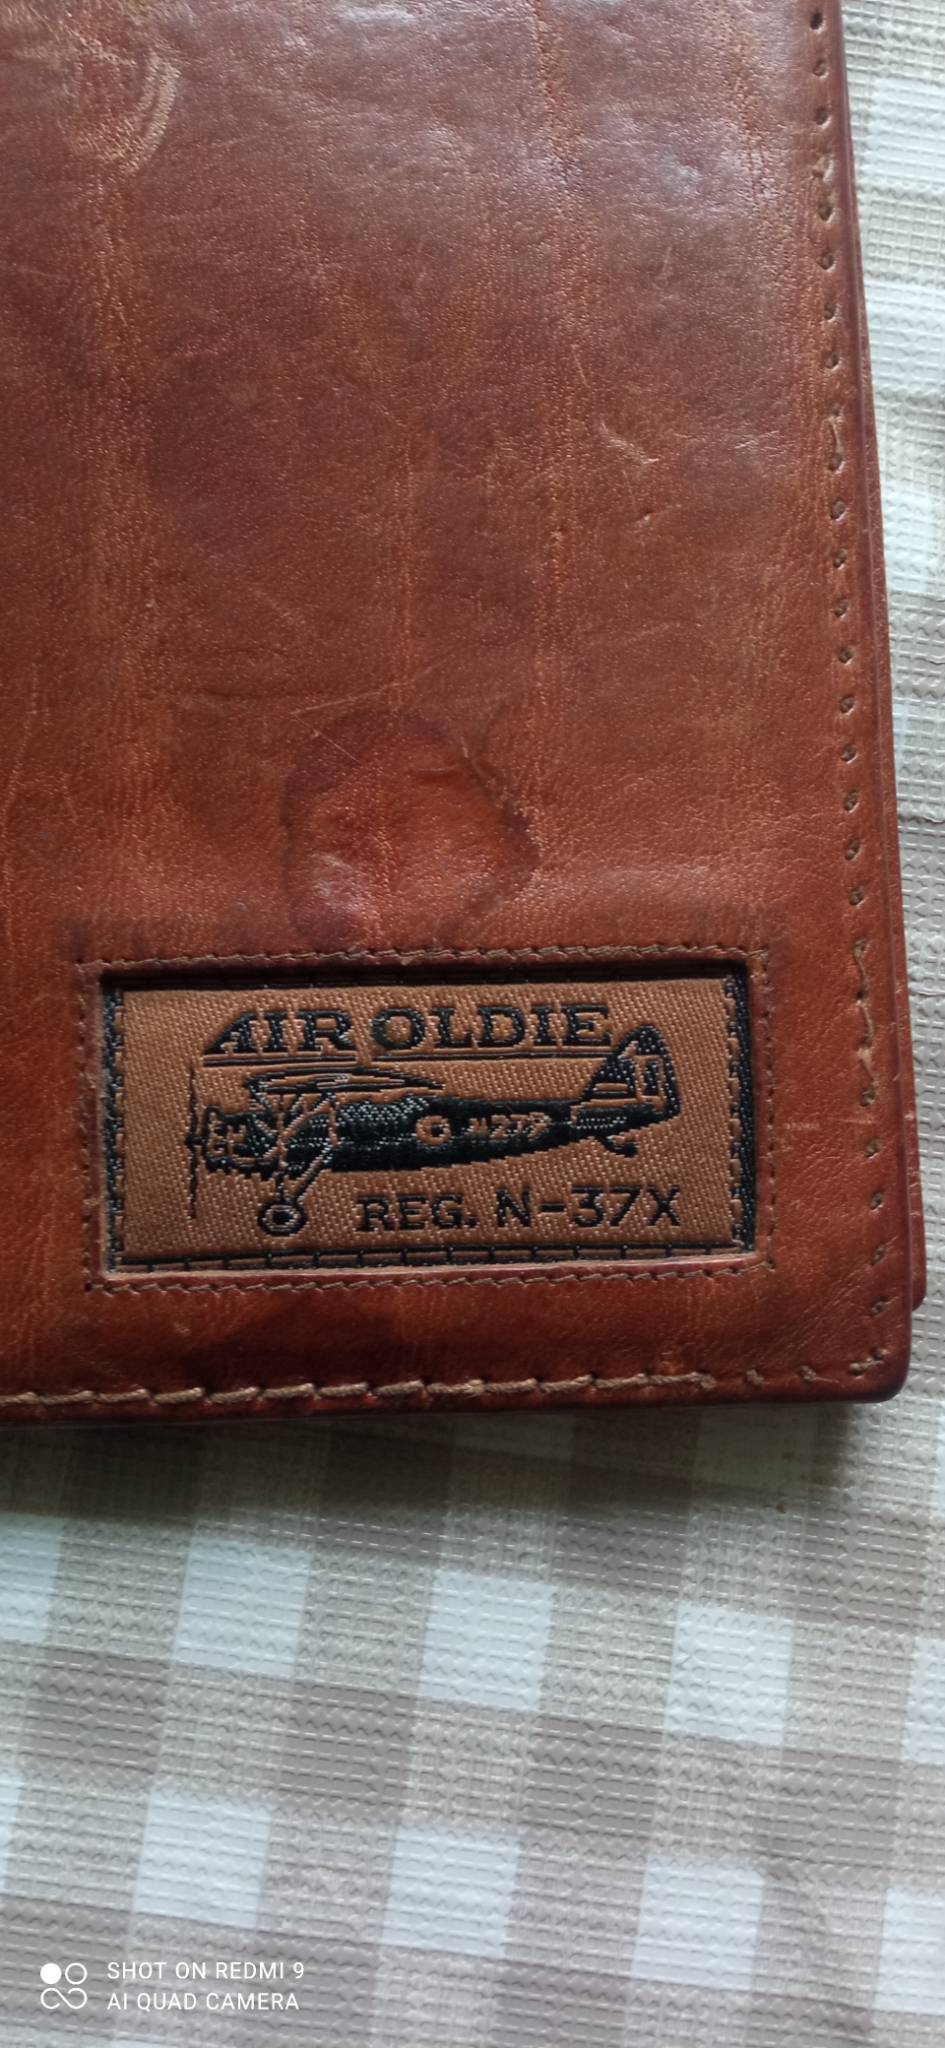 AIR OLDIE
REG. N-37X
SHOT ON REDMI 9
AI QUAD CAMERA